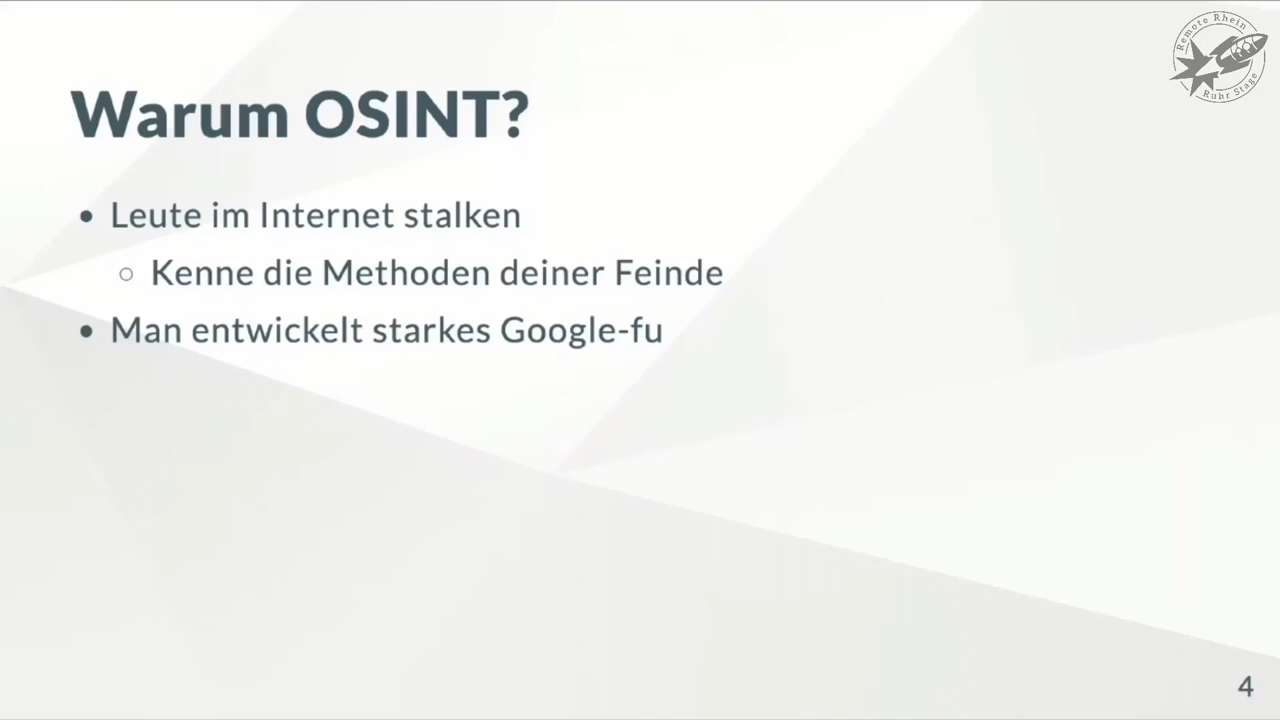 Remote Rhein
Ruhr Stage
Warum OSINT?
• Leute im Internet stalken
○ Kenne die Methoden deiner Feinde
• Man entwickelt starkes Google-fu
4